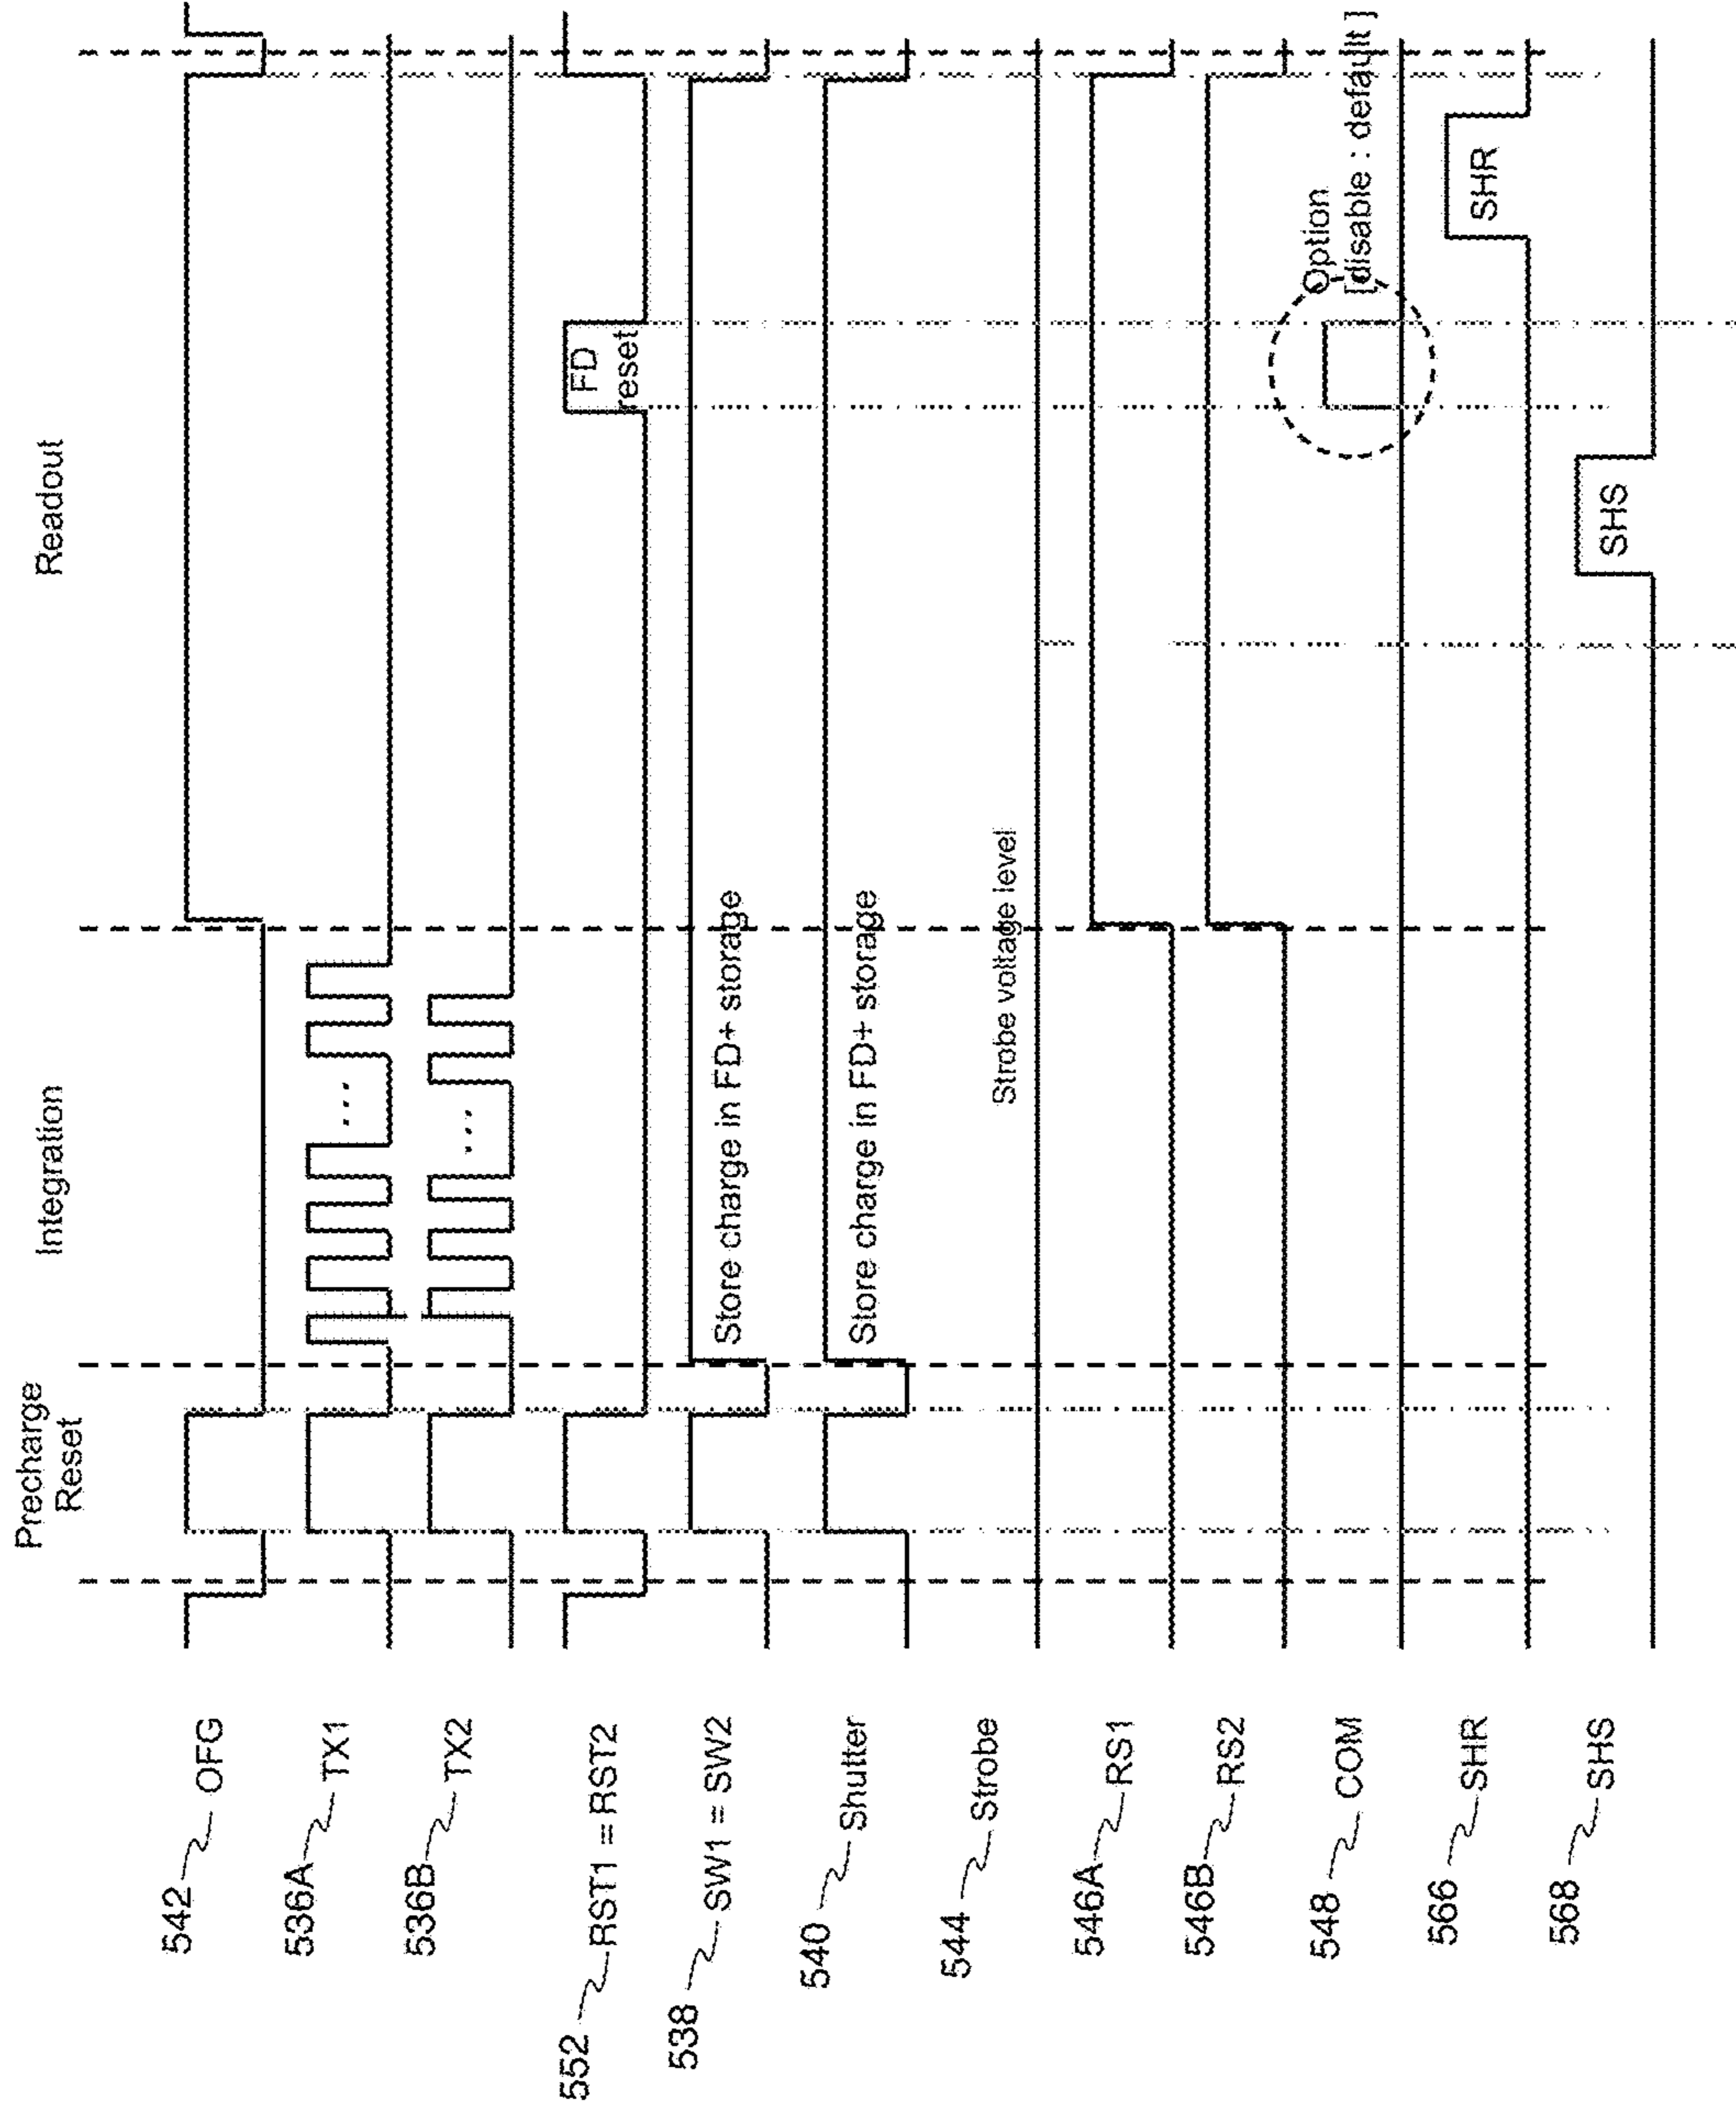 Precharge
Reset
Integration
Readout
542 OFG
536A TX1
...
536B TX2
...
552 RST1 = RST2
FD
reset
538 SW1 = SW2
Store charge in FD+ storage
540 Shutter
Store charge in FD+ storage
544 Strobe
Strobe voltage level
546A RS1
546B RS2
548 COM
Option
[disable : default ]
566 SHR
SHR
568 SHS
SHS